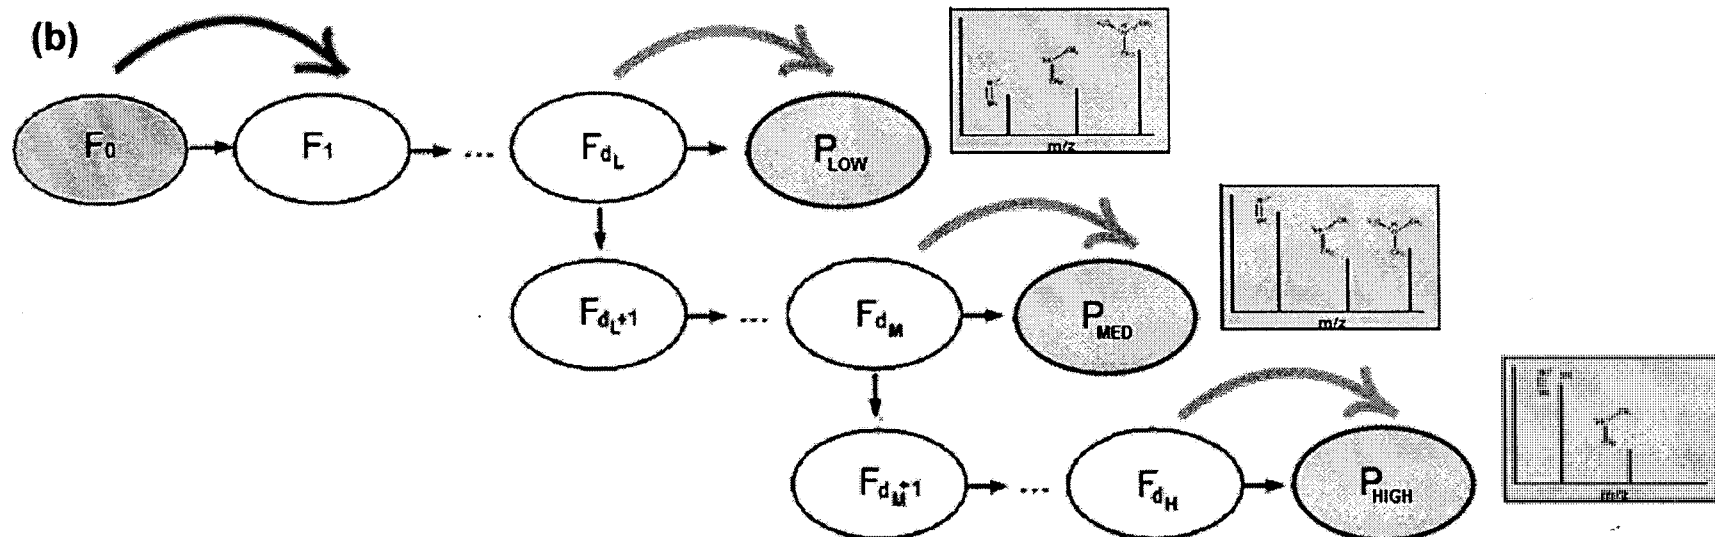 (b)
F0 F1 ... FdL PLOW
m/z
FdL+1 ... FdM PMED
m/z
FdM+1 ... FdH PHIGH
m/z